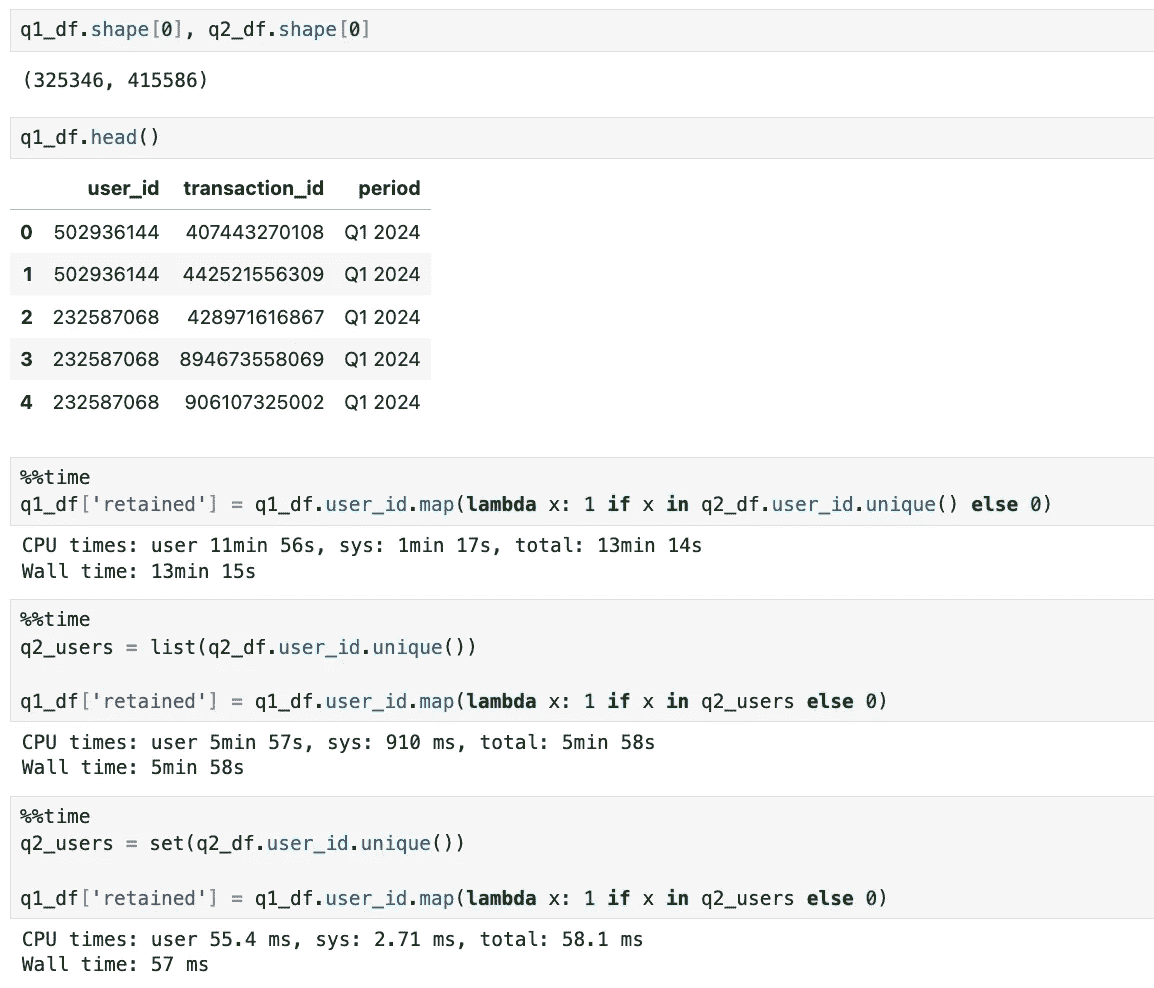 q1_df.shape[0], q2_df.shape[0]
(325346, 415586)
q1_df.head()
user_id transaction_id period
0 502936144 407443270108 Q1 2024
1 502936144 442521556309 Q1 2024
2 232587068 428971616867 Q1 2024
3 232587068 894673558069 Q1 2024
4 232587068 906107325002 Q1 2024
%%time
q1_df['retained'] = q1_df.user_id.map(lambda x: 1 if x in q2_df.user_id.unique() else 0)
CPU times: user 11min 56s, sys: 1min 17s, total: 13min 14s
Wall time: 13min 15s
%%time
q2_users = list(q2_df.user_id.unique())
q1_df['retained'] = q1_df.user_id.map(lambda x: 1 if x in q2_users else 0)
CPU times: user 5min 57s, sys: 910 ms, total: 5min 58s
Wall time: 5min 58s
%%time
q2_users = set(q2_df.user_id.unique())
q1_df['retained'] = q1_df.user_id.map(lambda x: 1 if x in q2_users else 0)
CPU times: user 55.4 ms, sys: 2.71 ms, total: 58.1 ms
Wall time: 57 ms